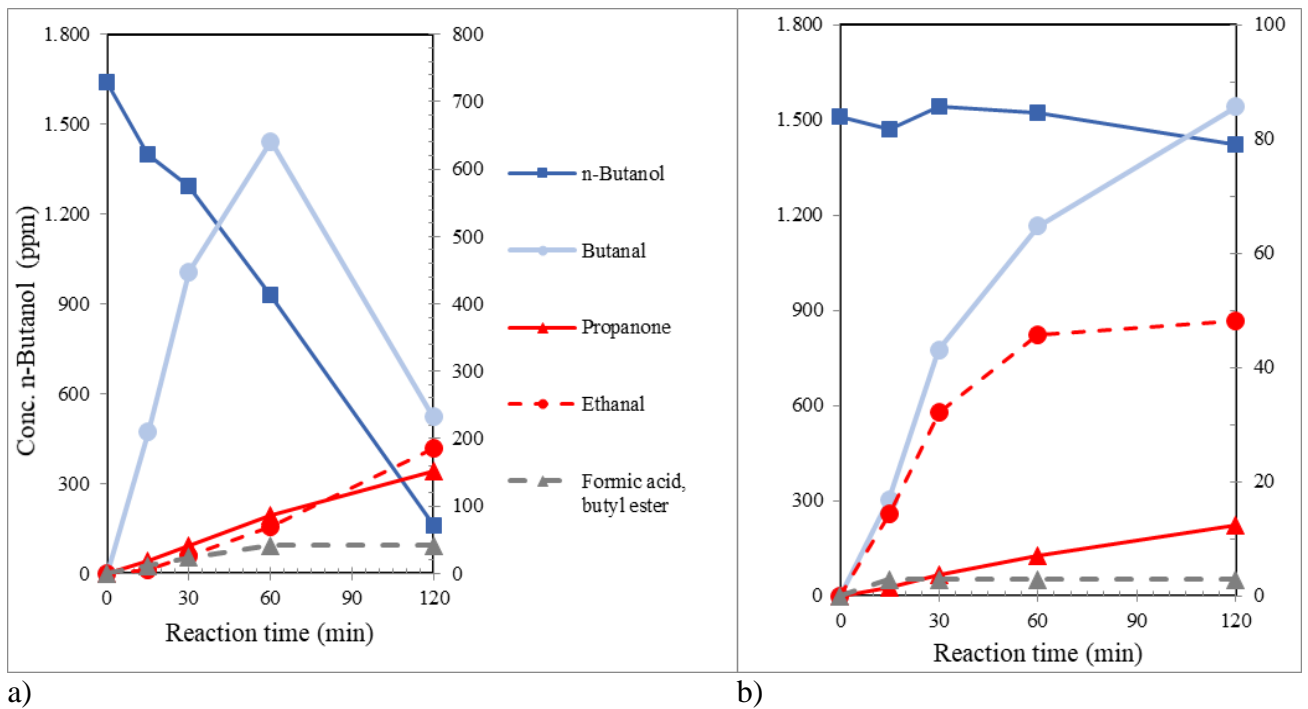 1.800
1.500
1.200
900
600
300
0
800
700
600
500
400
300
200
100
0
0 30 60 90 120
Conc. n-Butanol (ppm)
Reaction time (min)
n-Butanol
Butanal
Propanone
Ethanal
Formic acid,
butyl ester
1.800
1.500
1.200
900
600
300
0
100
80
60
40
20
0
0 30 60 90 120
Reaction time (min)
a) b)